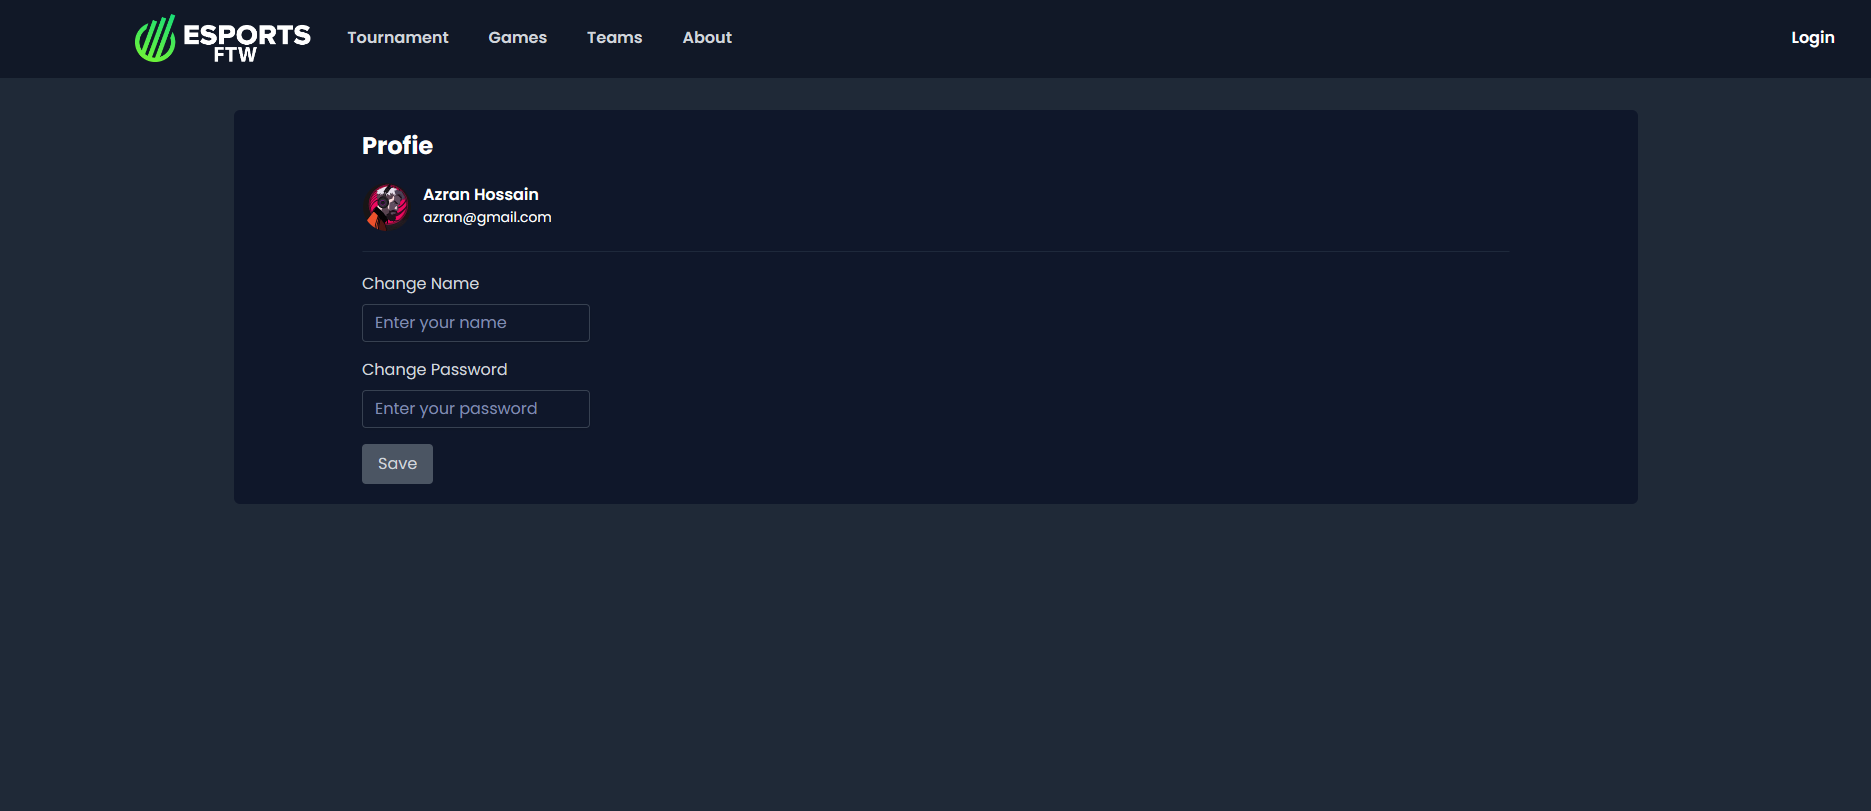 ESPORTS
FTW
Tournament Games Teams About Login
Profie
Azran Hossain
azran@gmail.com
Change Name
Enter your name
Change Password
Enter your password
Save